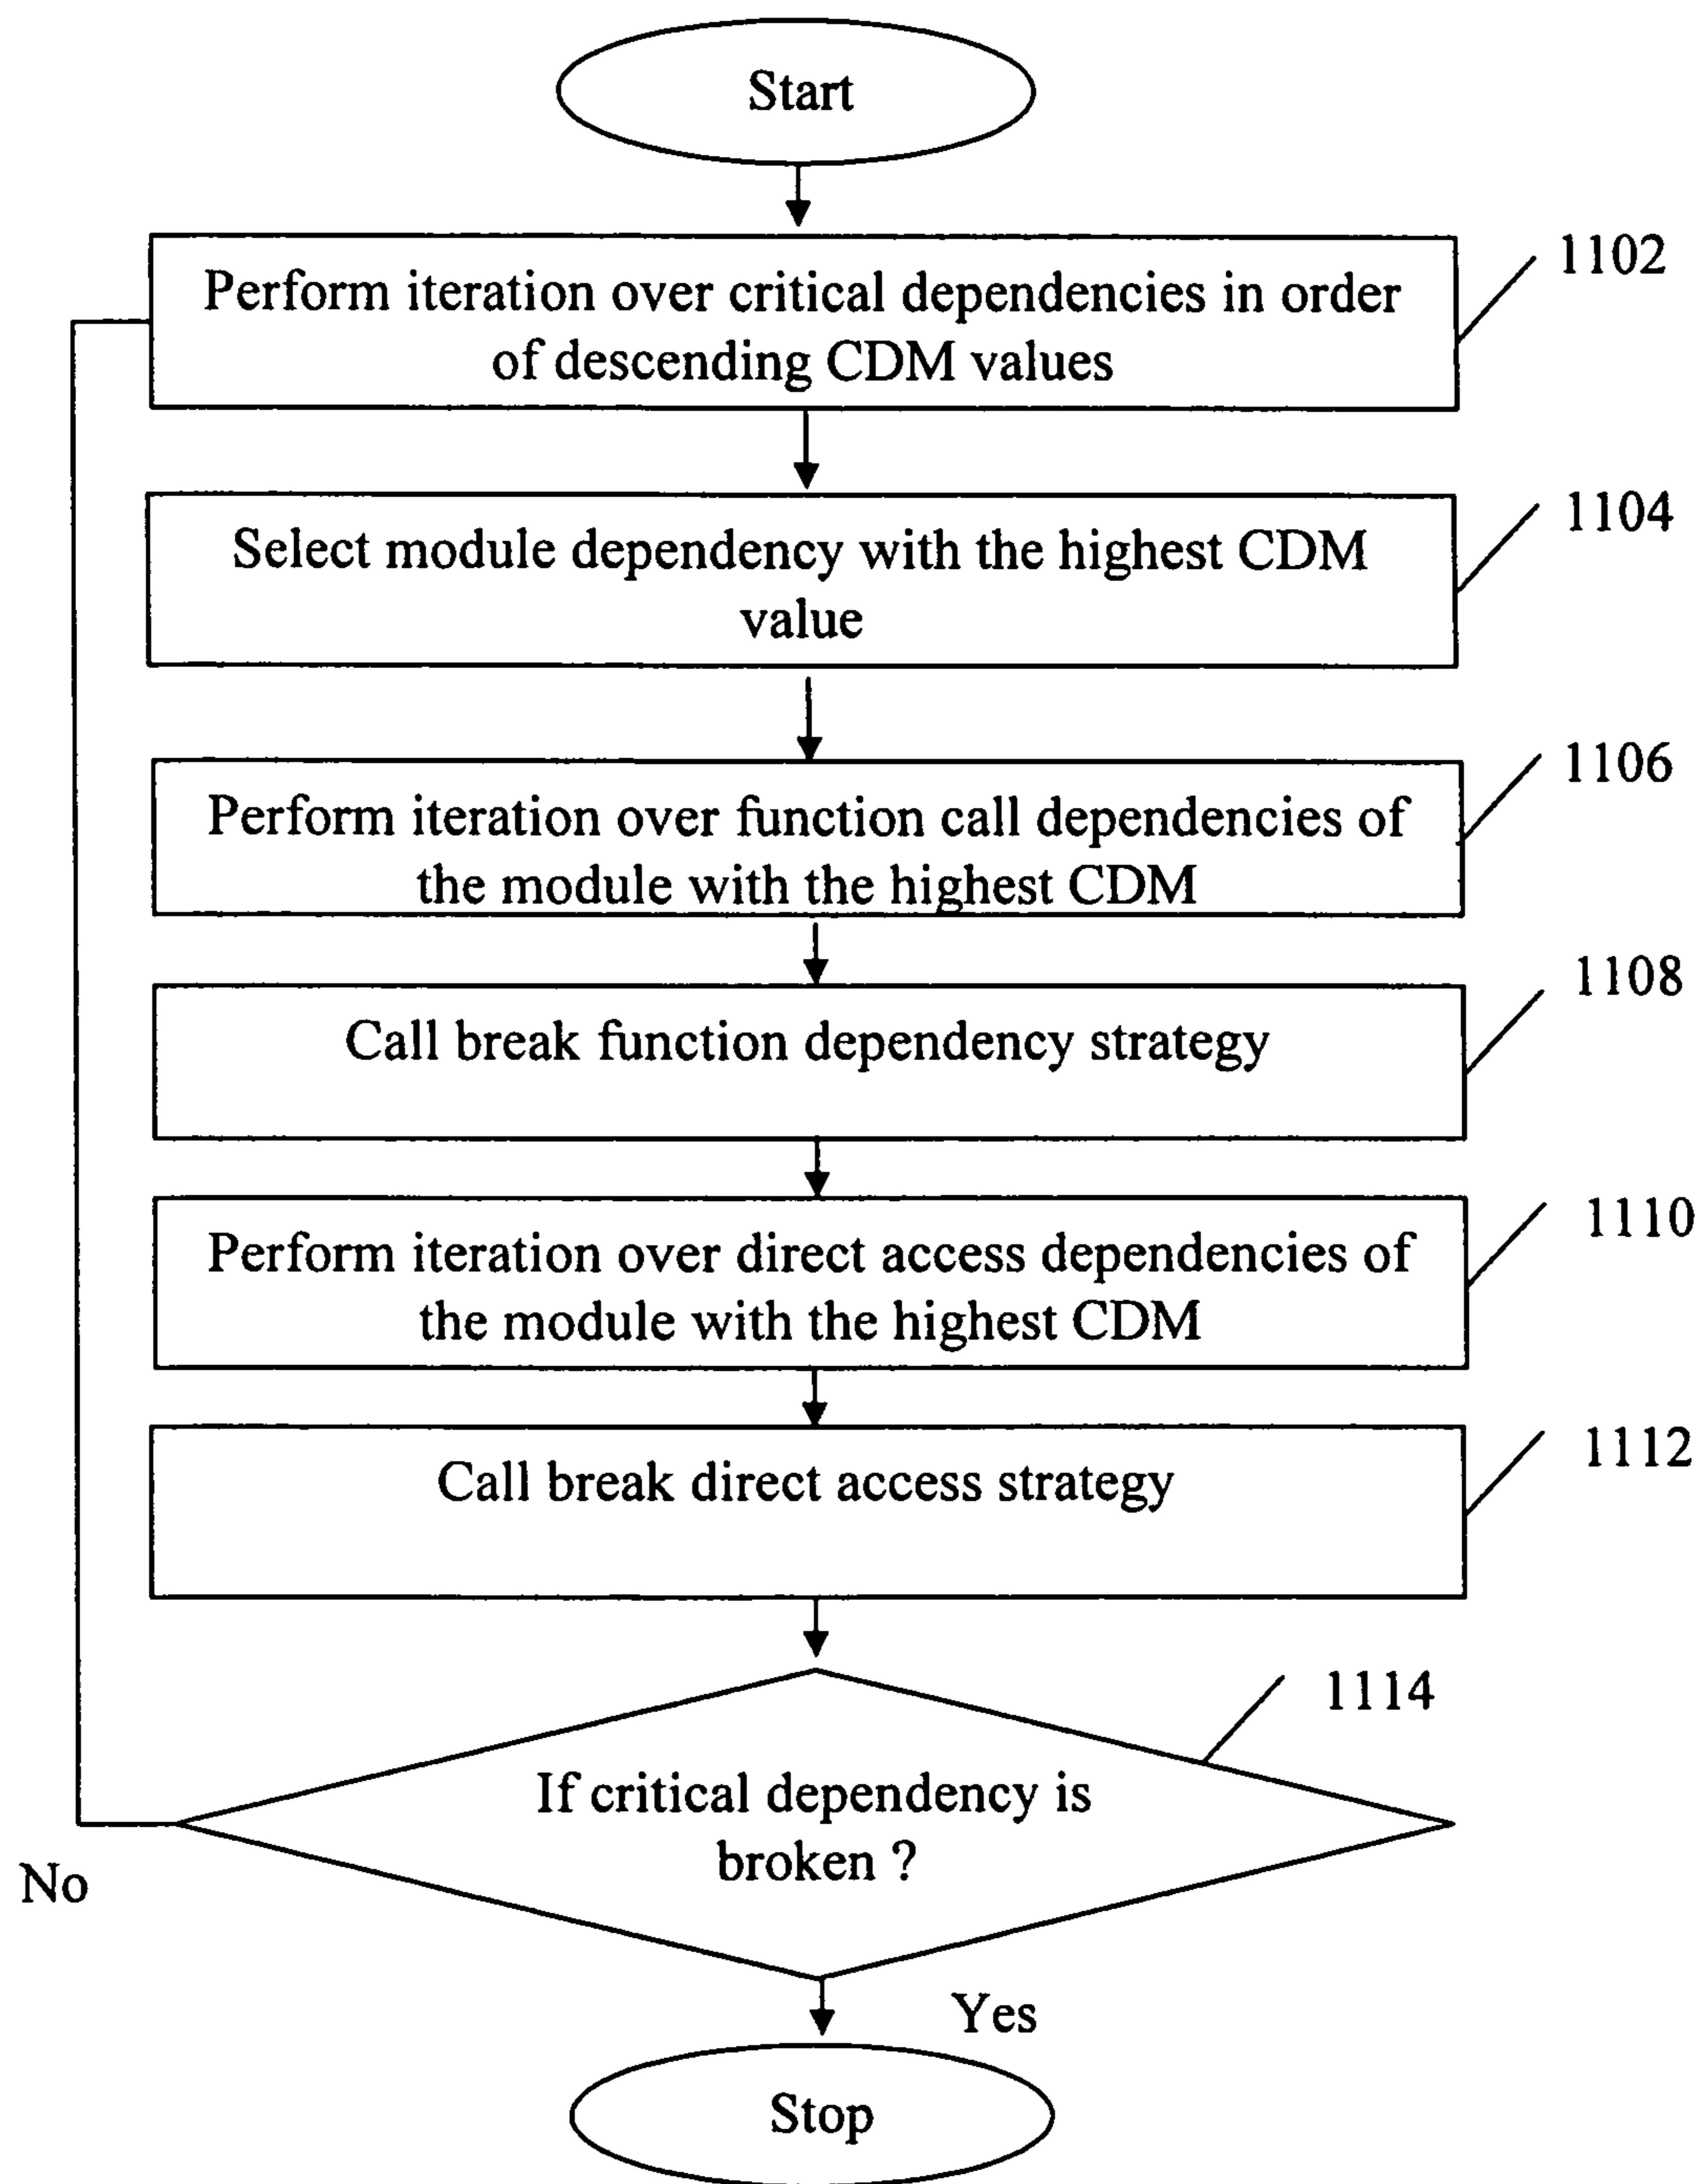 Start
1102
Perform iteration over critical dependencies in order
of descending CDM values
1104
Select module dependency with the highest CDM
value
1106
Perform iteration over function call dependencies of
the module with the highest CDM
1108
Call break function dependency strategy
1110
Perform iteration over direct access dependencies of
the module with the highest CDM
1112
Call break direct access strategy
1114
If critical dependency is
broken ?
No
Yes
Stop